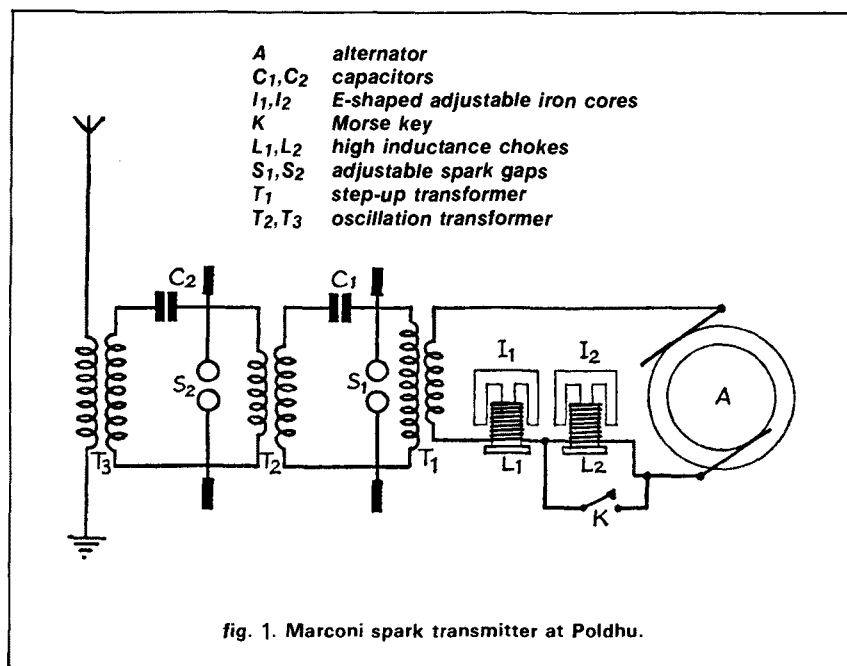 A alternator
C1,C2 capacitors
I1,I2 E-shaped adjustable iron cores
K Morse key
L1,L2 high inductance chokes
S1,S2 adjustable spark gaps
T1 step-up transformer
T2,T3 oscillation transformer
C2
C1
I1
I2
S2
S1
A
T3
T2
T1
L1
L2
K
fig. 1. Marconi spark transmitter at Poldhu.